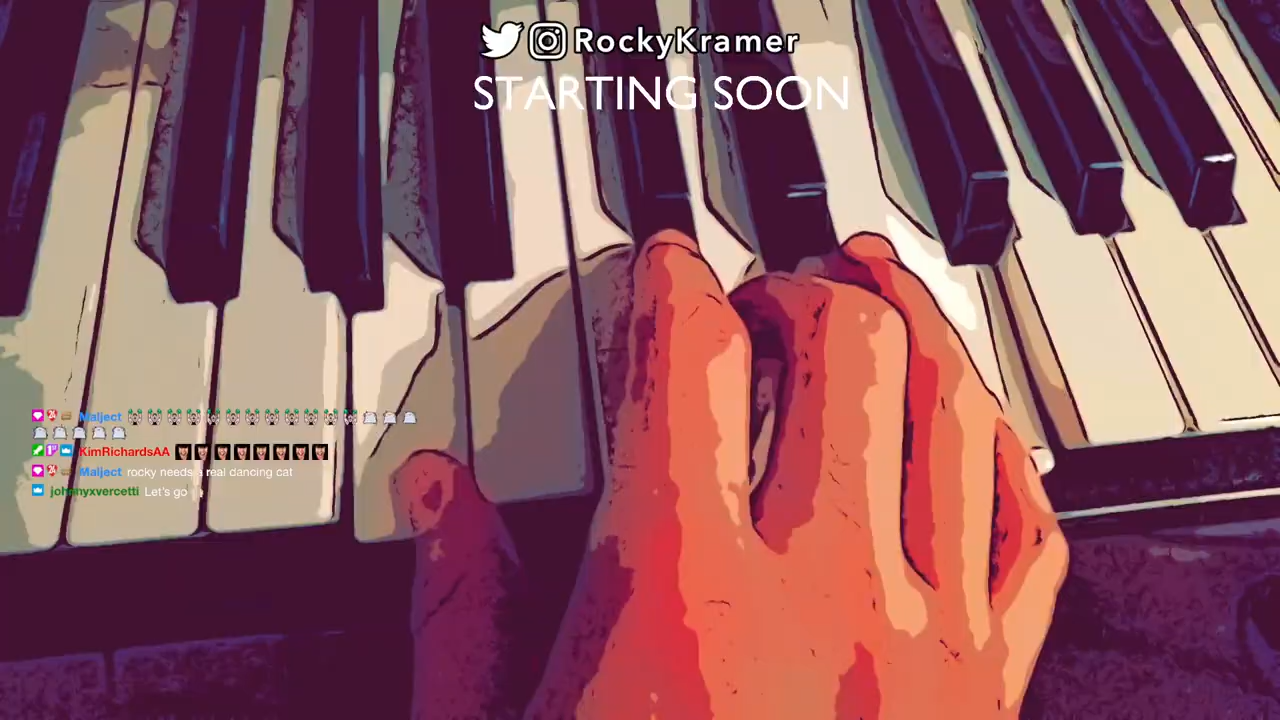 RockyKramer
STARTING SOON
Malject
KimRichardsAA
Malject rocky needs a real dancing cat
johnnyxvercetti Let's go